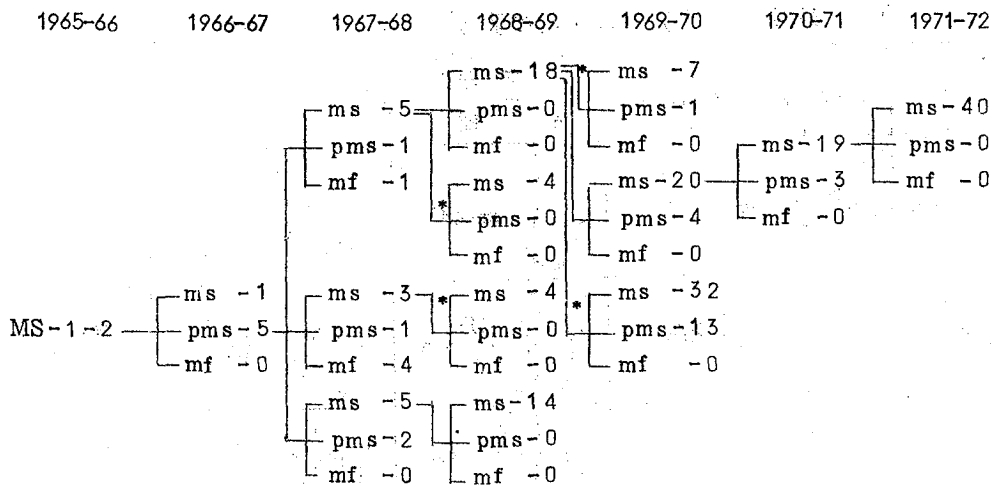 1965-66 1966-67 1967-68 1968-69 1969-70 1970-71 1971-72
ms-18 * ms -7
ms -5 pms-0 pms-1 ms-40
pms-1 mf -0 mf -0 ms-19 pms-0
mf -1 ms -4 ms-20 pms-3 mf -0
* pms-0 pms-4 mf -0
mf -0 mf -0
ms -1 ms -3 * ms -4 * ms -32
MS-1-2 pms-5 pms-1 pms-0 pms-13
mf -0 mf -4 mf -0 mf -0
ms -5 ms-14
pms-2 pms-0
mf -0 mf -0